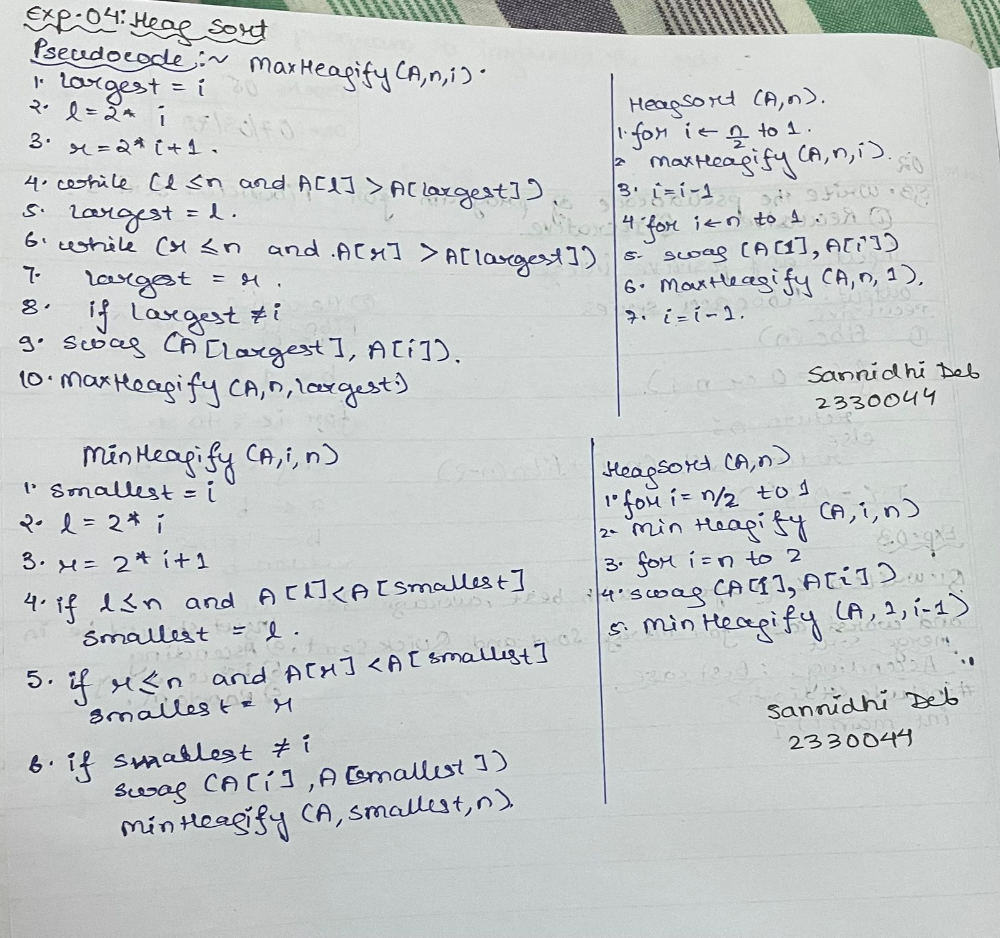 Exp-04: Heap Sort
Pseudocode :~ MaxHeapify (A,n,i).
1. largest = i
2. l = 2* i
3. r = 2* i+1.
4. while (l ≤n and A[l] >A[largest]).
5. largest = l.
6. while (r ≤n and A[r] >A[largest])
7. largest = r.
8. if largest ≠i
9. swap (A[largest], A[i]).
10. MaxHeapify (A,n,largest)
HeapSort (A,n).
1. for i ← n/2 to 1.
2 MaxHeapify (A,n,i).
3. i=i-1
4. for i←n to 1.
5. swap (A[1], A[i])
6. MaxHeapify (A,n,1).
7. i=i-1.
Sannidhi Deb
2330044
MinHeapify (A,i,n)
1. smallest = i
2. l = 2* i
3. r = 2* i+1
4. if l≤n and A[l]<A[smallest]
smallest = l.
5. if r≤n and A[r] <A[smallest]
smallest = r
6. if smallest ≠ i
swap (A[i], A[smallest])
MinHeapify (A,smallest,n).
HeapSort (A,n)
1. for i= n/2 to 1
2. Min Heapify (A,i,n)
3. for i=n to 2
4. swap (A[1], A[i])
5. MinHeapify (A, 1, i-1)
Sannidhi Deb
2330044